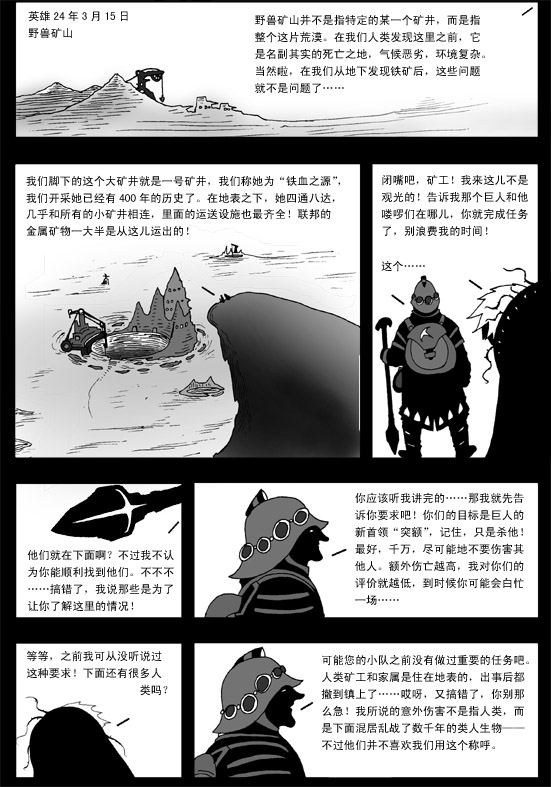 英雄 24 年 3 月 15 日
野兽矿山
野兽矿山并不是指特定的某一个矿井，而是指
整个这片荒漠。在我们人类发现这里之前，它
是名副其实的死亡之地，气候恶劣，环境复杂。
当然啦，在我们从地下发现铁矿后，这些问题
就不是问题了……
我们脚下的这个大矿井就是一号矿井，我们称她为“铁血之源”，
我们开采她已经有 400 年的历史了。在地表之下，她四通八达，
几乎和所有的小矿井相连，里面的运送设施也最齐全！联邦的
金属矿物一大半是从这儿运出的！
闭嘴吧，矿工！我来这儿不是
观光的！告诉我那个巨人和他
喽啰们在哪儿，你就完成任务
了，别浪费我的时间！
这个……
他们就在下面啊？不过我不认
为你能顺利找到他们。不不不
……搞错了，我说那些是为了
让你了解这里的情况！
你应该听我讲完的……那我就先告
诉你要求吧！你们的目标是巨人的
新首领“突额”，记住，只是杀他！
最好，千万，尽可能地不要伤害其
他人。额外伤亡越高，我对你们的
评价就越低，到时候你可能会白忙
一场……
等等，之前我可从没听说过
这种要求！下面还有很多人
类吗？
可能您的小队之前没有做过重要的任务吧。
人类矿工和家属是住在地表的，出事后都
撤到镇上了……哎呀，又搞错了，你别那
么急！我所说的意外伤害不是指人类，而
是下面混居乱战了数千年的类人生物——
不过他们并不喜欢我们用这个称呼。